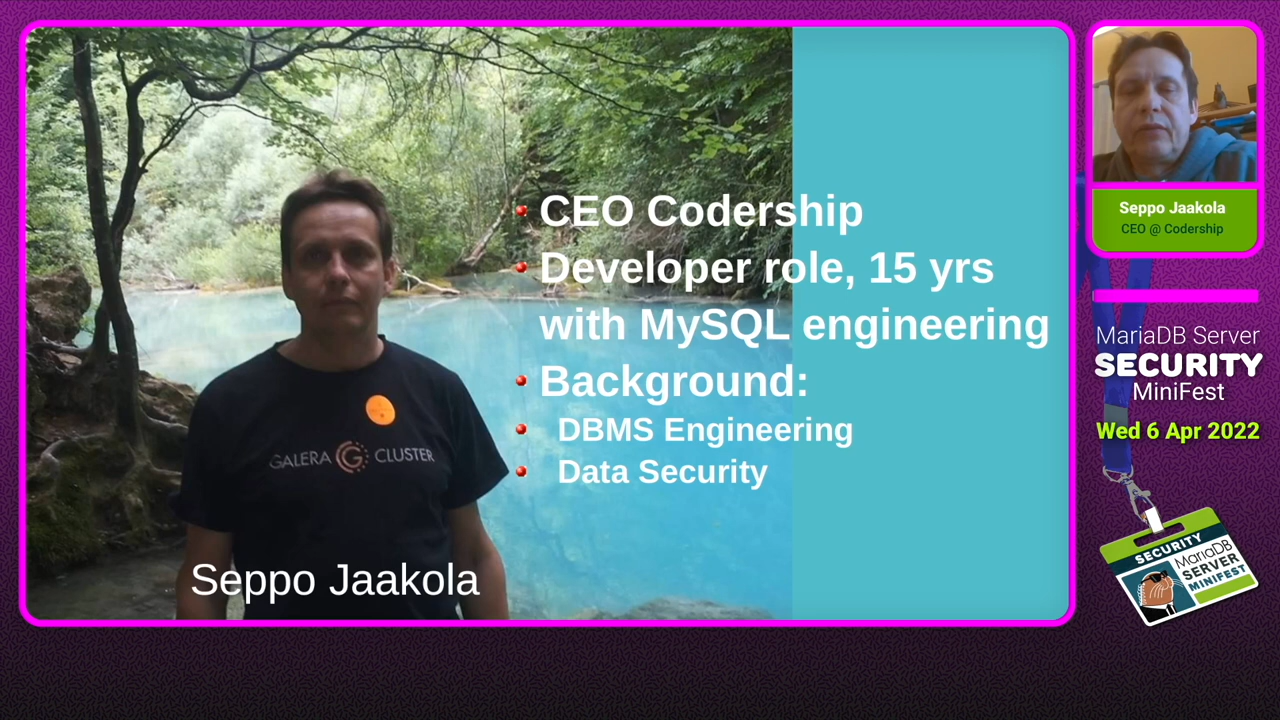 CEO Codership
Developer role, 15 yrs
with MySQL engineering
Background:
DBMS Engineering
Data Security
GALERA G CLUSTER
Seppo Jaakola
Seppo Jaakola
CEO @ Codership
MariaDB Server
SECURITY
MiniFest
Wed 6 Apr 2022
SECURITY
MariaDB
SERVER
MINIFEST